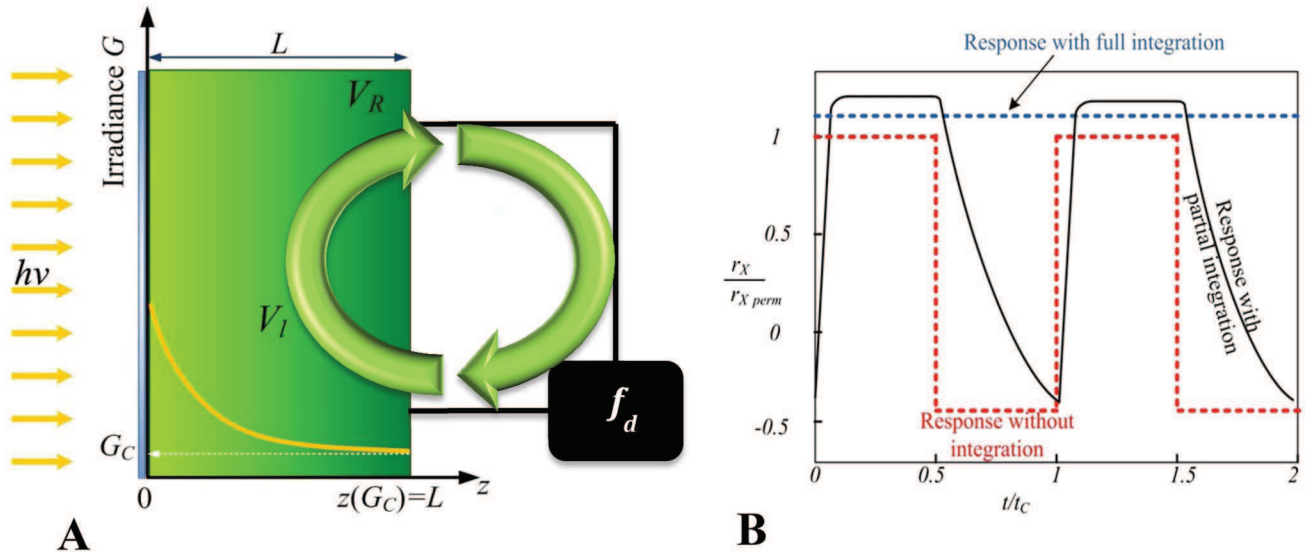 Irradiance G
L
V_R
hν
V_l
f_d
G_C
0
z(G_C)=L
z
A
Response with full integration
1
0.5
r_X
r_X perm
0
-0.5
Response with
partial integration
Response without
integration
0
0.5
1
1.5
2
t/t_C
B